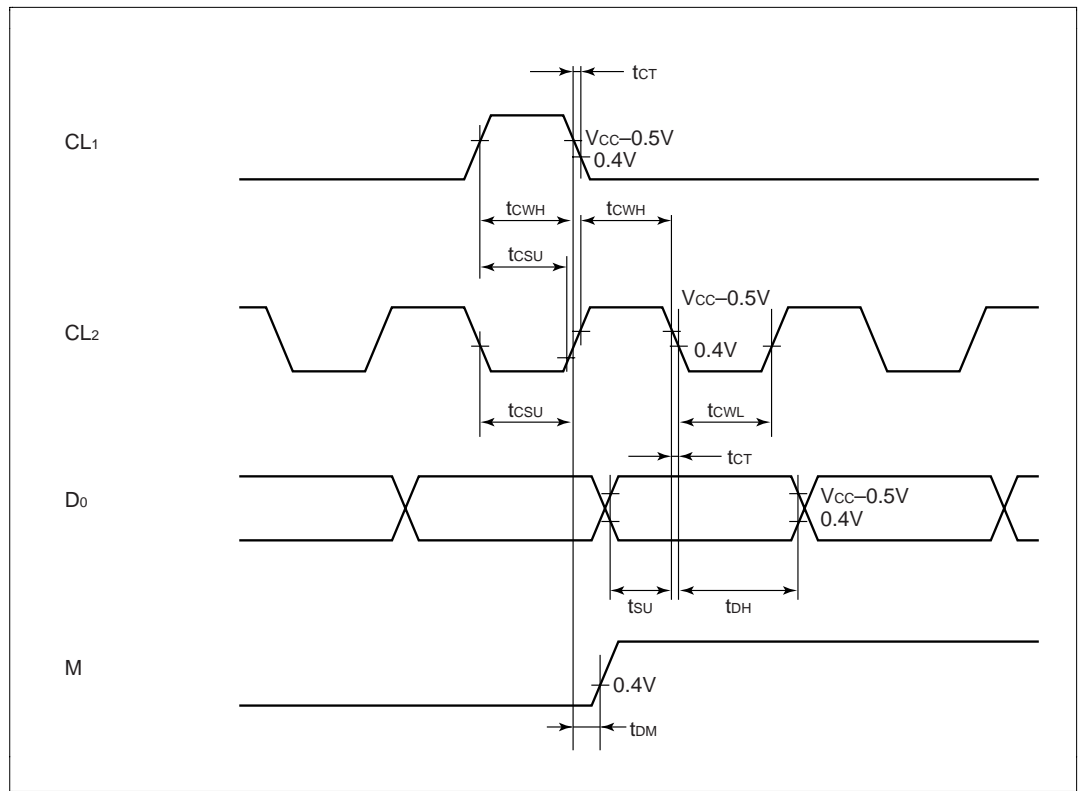 tCT
CL1
VCC–0.5V
0.4V
tCWH
tCWH
tCSU
VCC–0.5V
CL2
0.4V
tCSU
tCWL
tCT
D0
VCC–0.5V
0.4V
tSU
tDH
M
0.4V
tDM